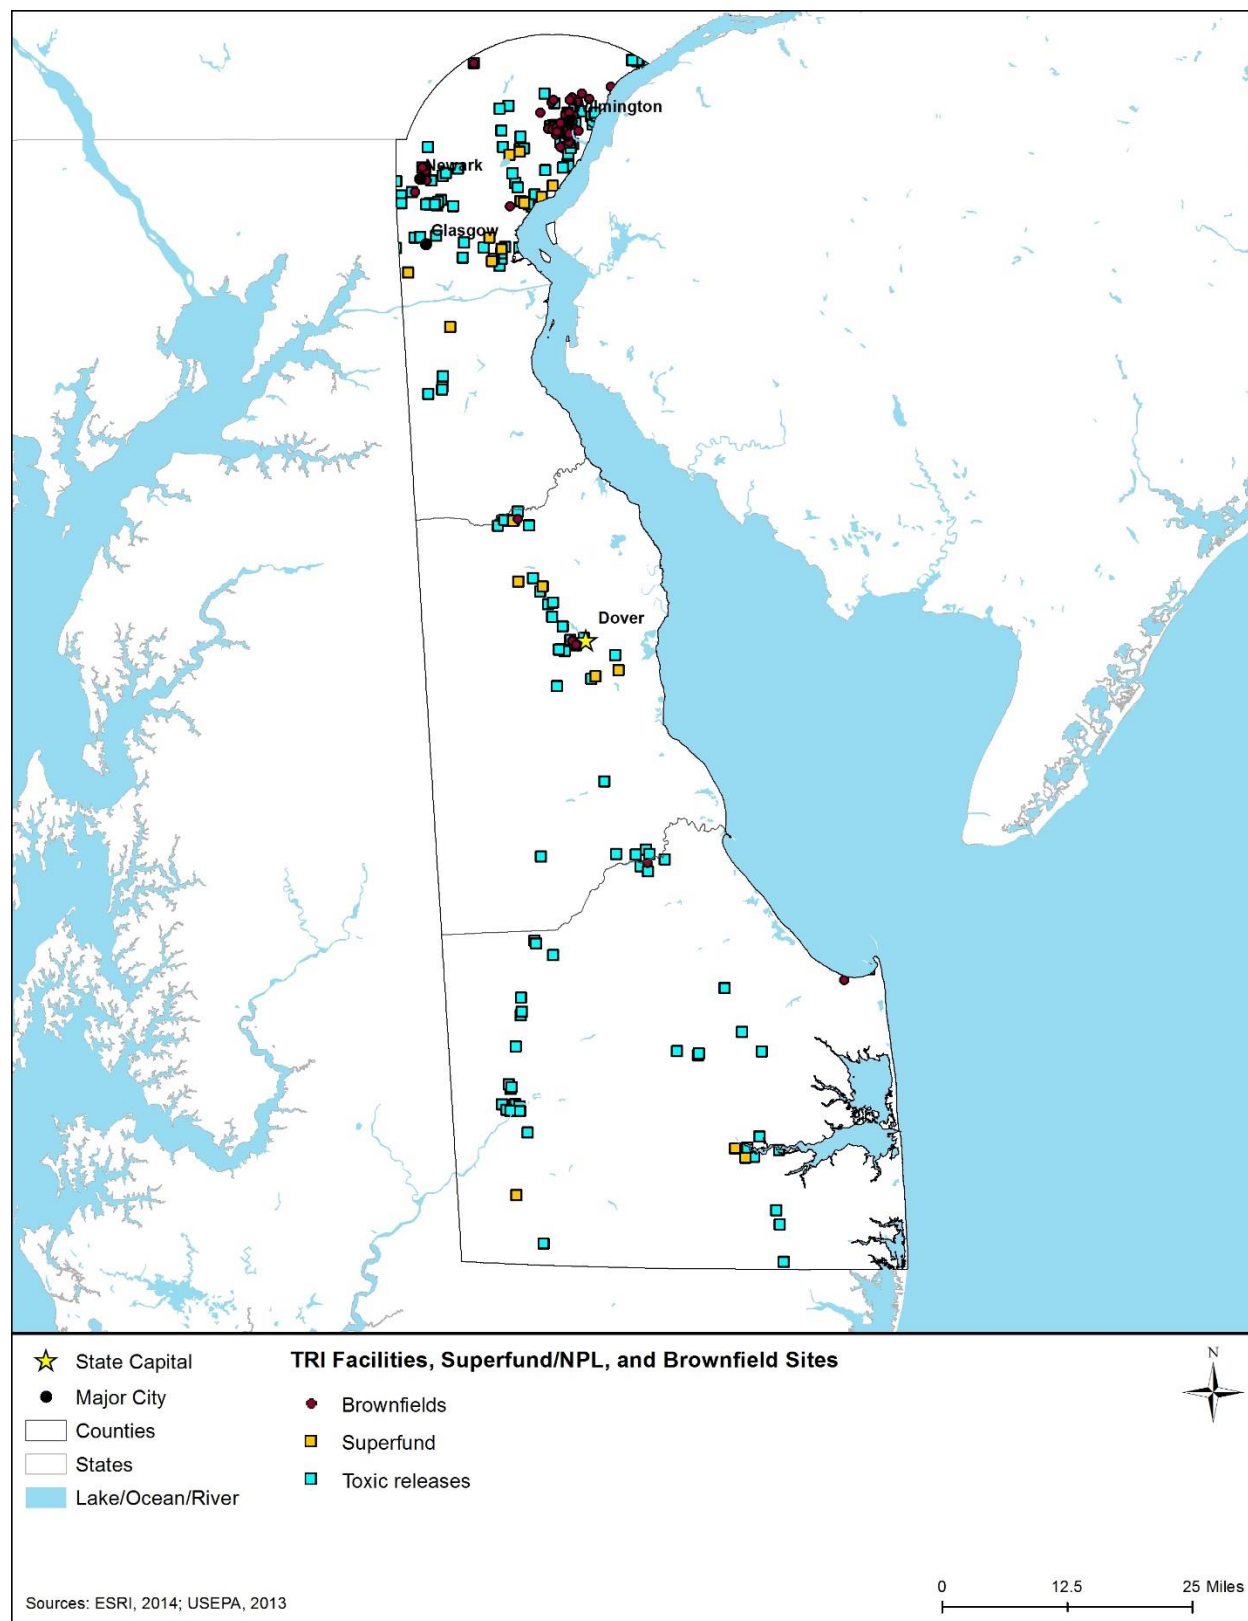 Wilmington
Newark
Glasgow
Dover
State Capital
Major City
Counties
States
Lake/Ocean/River
TRI Facilities, Superfund/NPL, and Brownfield Sites
Brownfields
Superfund
Toxic releases
N
Sources: ESRI, 2014; USEPA, 2013
0 12.5 25 Miles